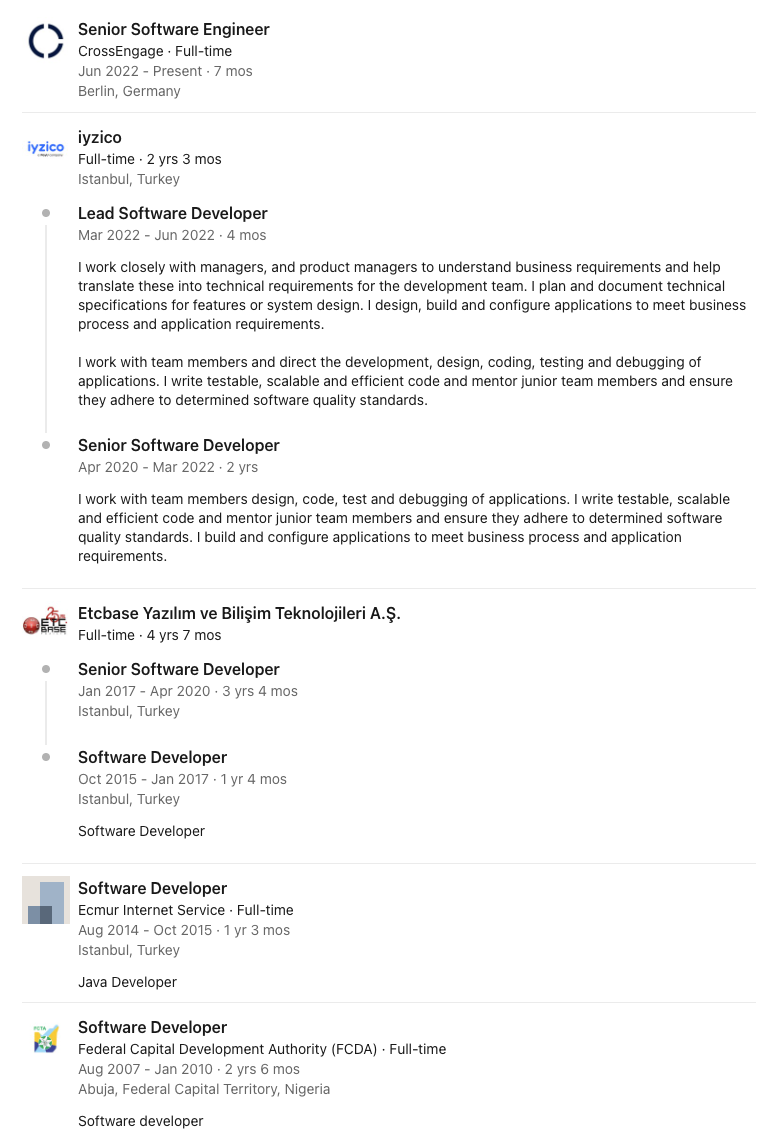 Senior Software Engineer
CrossEngage · Full-time
Jun 2022 - Present · 7 mos
Berlin, Germany
iyzico
iyzico
Full-time · 2 yrs 3 mos
Istanbul, Turkey
Lead Software Developer
Mar 2022 - Jun 2022 · 4 mos
I work closely with managers, and product managers to understand business requirements and help
translate these into technical requirements for the development team. I plan and document technical
specifications for features or system design. I design, build and configure applications to meet business
process and application requirements.
I work with team members and direct the development, design, coding, testing and debugging of
applications. I write testable, scalable and efficient code and mentor junior team members and ensure
they adhere to determined software quality standards.
Senior Software Developer
Apr 2020 - Mar 2022 · 2 yrs
I work with team members design, code, test and debugging of applications. I write testable, scalable
and efficient code and mentor junior team members and ensure they adhere to determined software
quality standards. I build and configure applications to meet business process and application
requirements.
ETC
BASE
Etcbase Yazılım ve Bilişim Teknolojileri A.Ş.
Full-time · 4 yrs 7 mos
Senior Software Developer
Jan 2017 - Apr 2020 · 3 yrs 4 mos
Istanbul, Turkey
Software Developer
Oct 2015 - Jan 2017 · 1 yr 4 mos
Istanbul, Turkey
Software Developer
Software Developer
Ecmur Internet Service · Full-time
Aug 2014 - Oct 2015 · 1 yr 3 mos
Istanbul, Turkey
Java Developer
Software Developer
Federal Capital Development Authority (FCDA) · Full-time
Aug 2007 - Jan 2010 · 2 yrs 6 mos
Abuja, Federal Capital Territory, Nigeria
Software developer